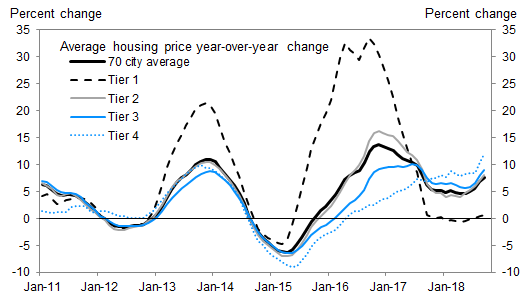 Percent change Percent change
Average housing price year-over-year change
70 city average
Tier 1
Tier 2
Tier 3
Tier 4
35 35
30 30
25 25
20 20
15 15
10 10
5 5
0 0
-5 -5
-10 -10
Jan-11 Jan-12 Jan-13 Jan-14 Jan-15 Jan-16 Jan-17 Jan-18